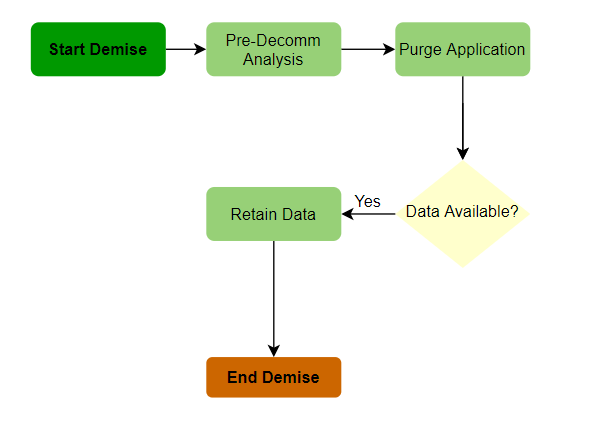 Start Demise
Pre-Decomm
Analysis
Purge Application
Data Available?
Yes
Retain Data
End Demise